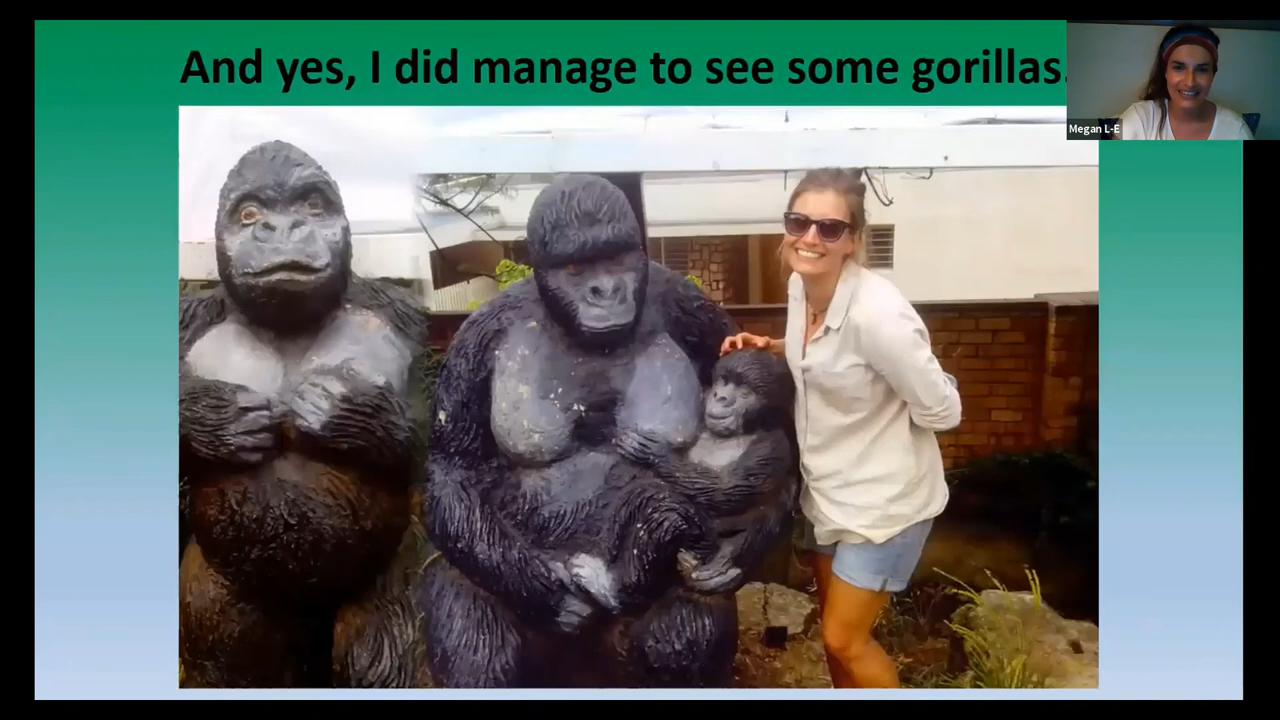 And yes, I did manage to see some gorillas.
Megan L-E